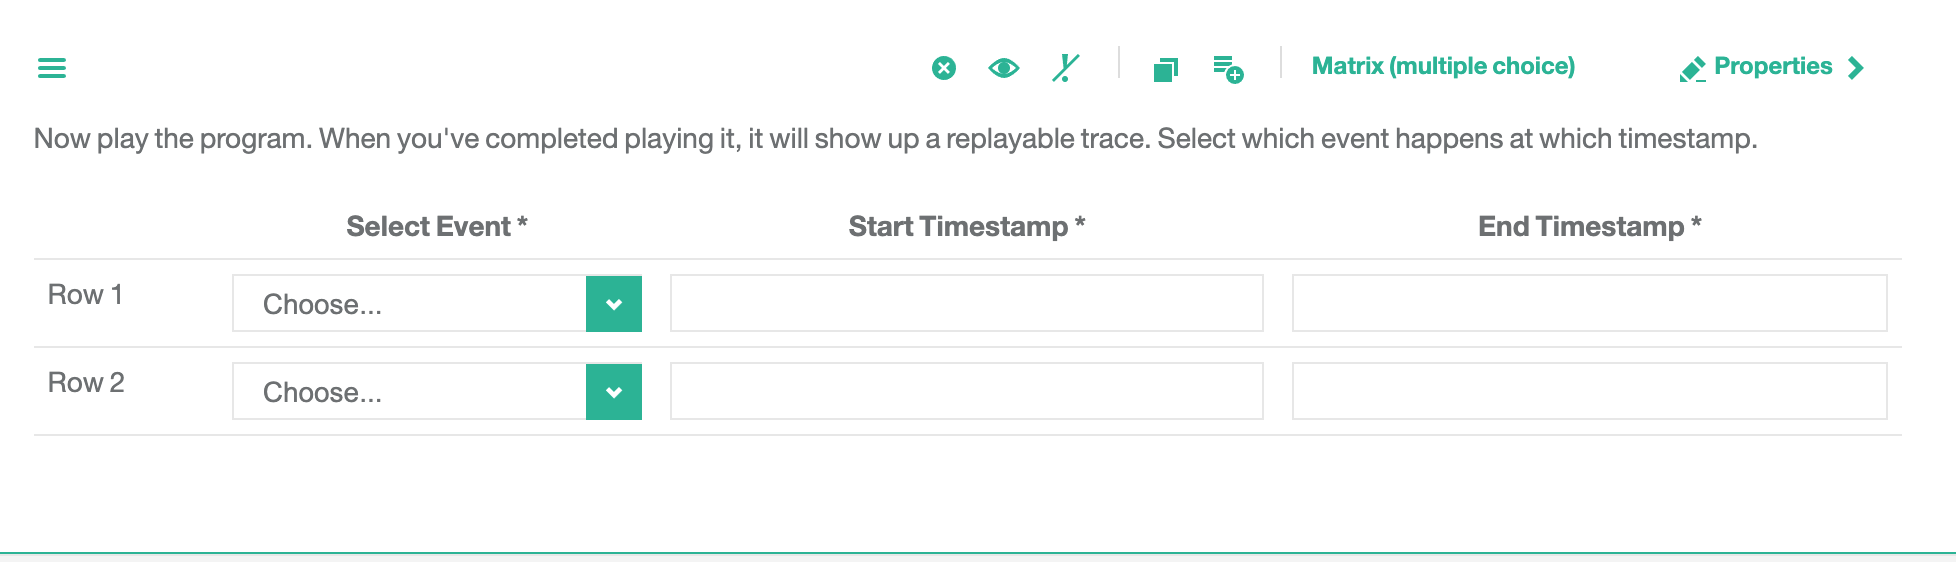 Matrix (multiple choice) Properties
Now play the program. When you've completed playing it, it will show up a replayable trace. Select which event happens at which timestamp.
Select Event * Start Timestamp * End Timestamp *
Row 1 Choose...
Row 2 Choose...